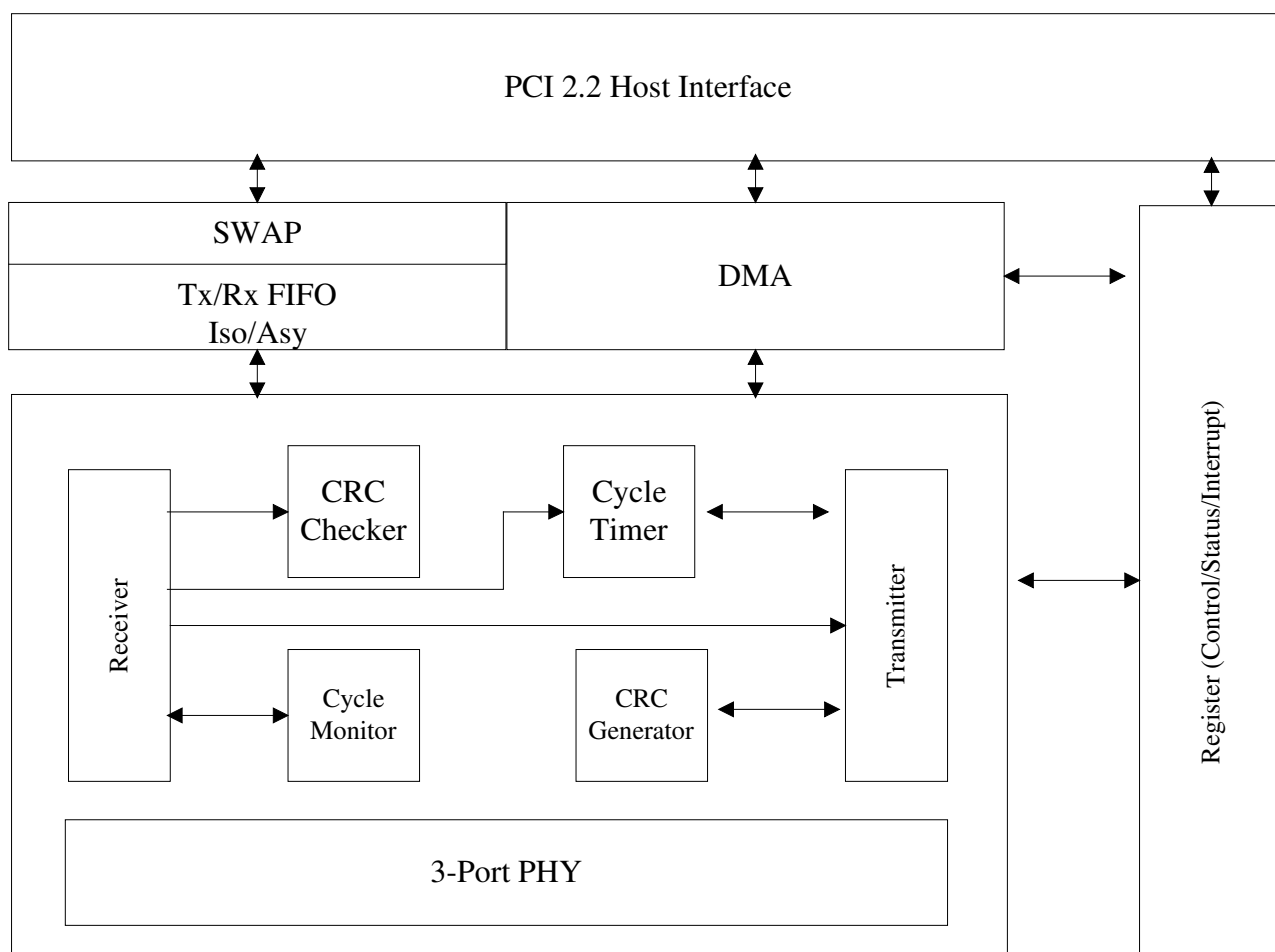 PCI 2.2 Host Interface
SWAP
Tx/Rx FIFO
Iso/Asy
DMA
Register (Control/Status/Interrupt)
Receiver
CRC
Checker
Cycle
Timer
Transmitter
Cycle
Monitor
CRC
Generator
3-Port PHY